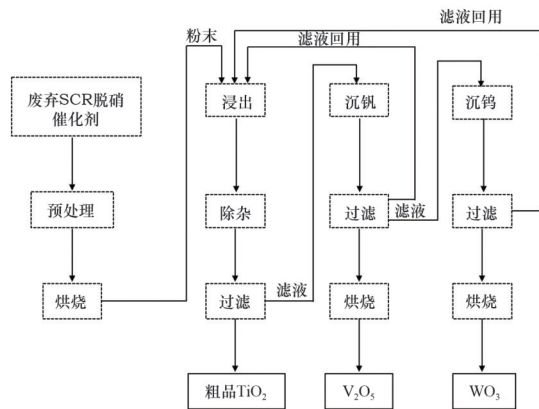 滤液回用
粉末
滤液回用
废弃SCR脱硝
催化剂
浸出
沉钒
沉钨
预处理
除杂
过滤
滤液
过滤
烘烧
过滤
滤液
烘烧
烘烧
粗品TiO₂
V₂O₅
WO₃